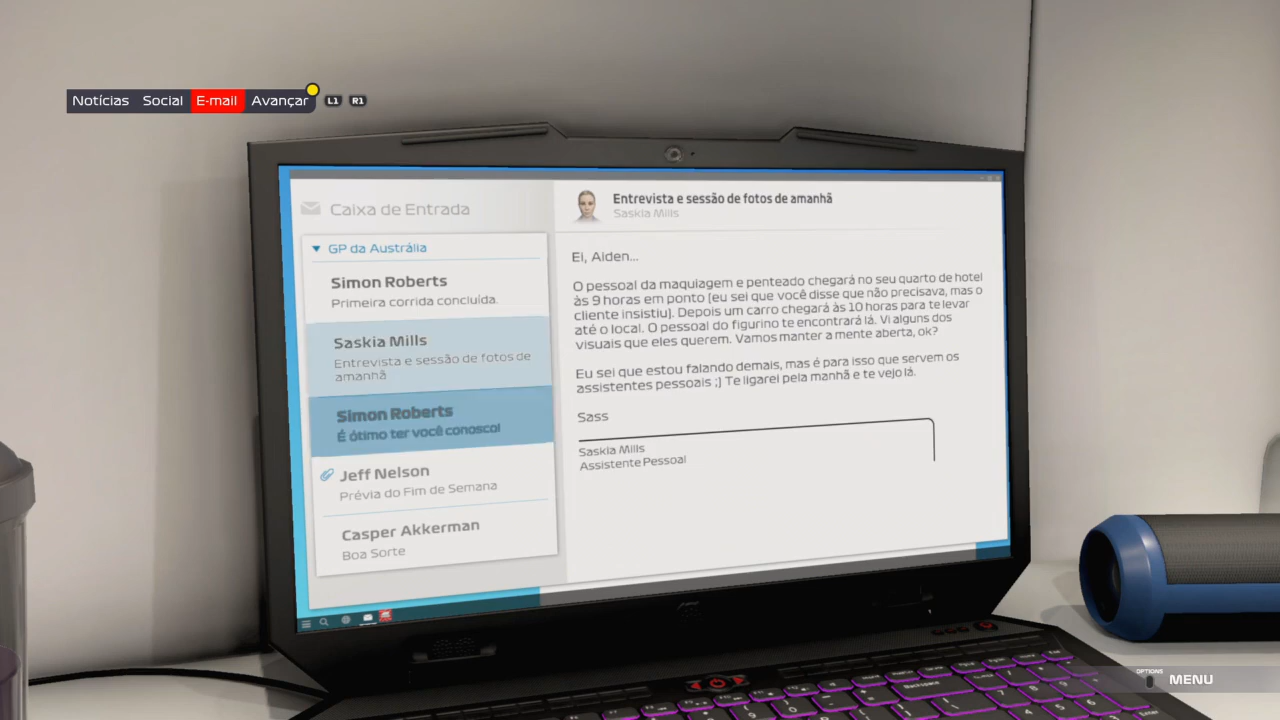 Notícias Social E-mail Avançar L1 R1
Caixa de Entrada
GP da Austrália
Simon Roberts
Primeira corrida concluída.
Saskia Mills
Entrevista e sessão de fotos de
amanhã
Simon Roberts
É ótimo ter você conosco!
Jeff Nelson
Prévia do Fim de Semana
Casper Akkerman
Boa Sorte
Entrevista e sessão de fotos de amanhã
Saskia Mills
Ei, Aiden...
O pessoal da maquiagem e penteado chegará no seu quarto de hotel
às 9 horas em ponto (eu sei que você disse que não precisava, mas o
cliente insistiu). Depois um carro chegará às 10 horas para te levar
até o local. O pessoal do figurino te encontrará lá. Vi alguns dos
visuais que eles querem. Vamos manter a mente aberta, ok?
Eu sei que estou falando demais, mas é para isso que servem os
assistentes pessoais ;) Te ligarei pela manhã e te vejo lá.
Sass
Saskia Mills
Assistente Pessoal
Backspace
OPTIONS
MENU